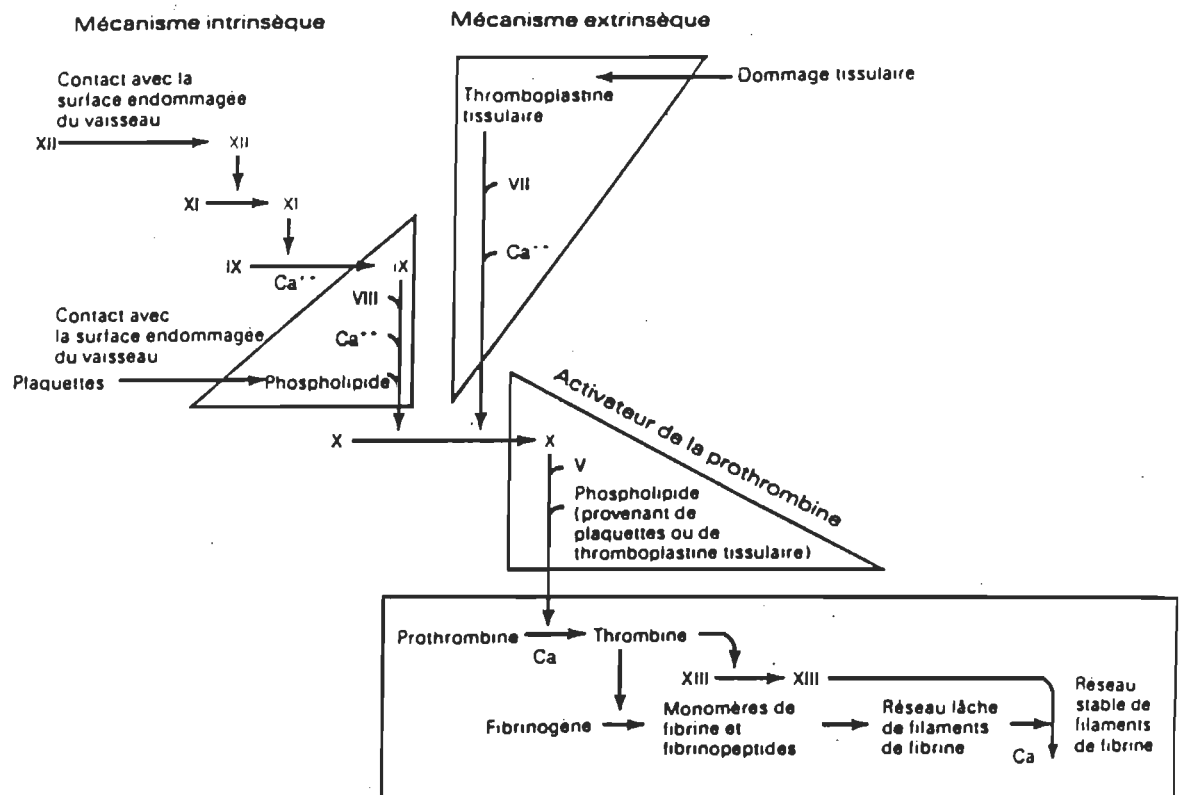 Mécanisme intrinsèque
Mécanisme extrinsèque
Contact avec la
surface endommagée
du vaisseau
XII
XII
XI
XI
IX
Ca++
IX
VIII
Ca++
Contact avec
la surface endommagée
du vaisseau
Plaquettes
Phospholipide
Dommage tissulaire
Thromboplastine
tissulaire
VII
Ca++
X
X
V
Phospholipide
(provenant de
plaquettes ou de
thromboplastine tissulaire)
Activateur de la prothrombine
Prothrombine
Ca
Thrombine
XIII
XIII
Fibrinogène
Monomères de
fibrine et
fibrinopeptides
Réseau lâche
de filaments
de fibrine
Ca
Réseau
stable de
filaments
de fibrine